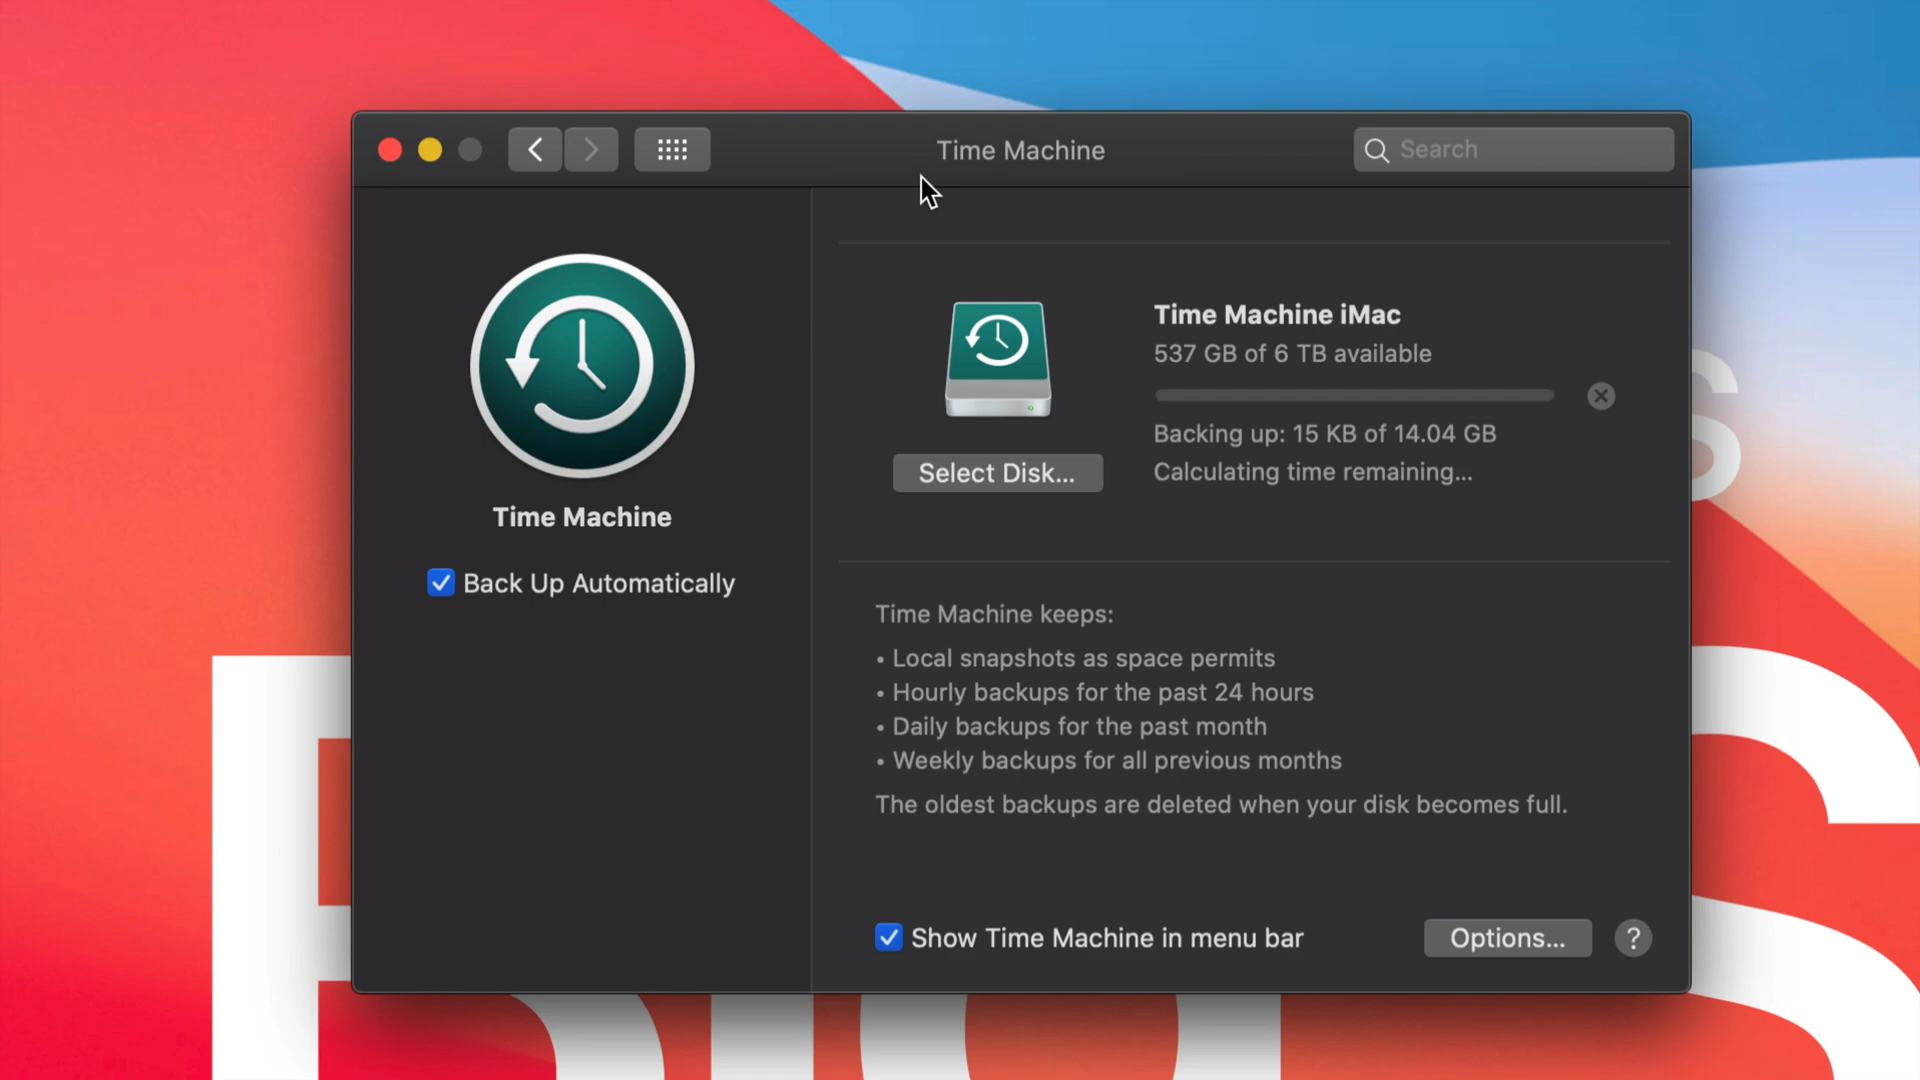 Time Machine
Search
Time Machine iMac
537 GB of 6 TB available
Backing up: 15 KB of 14.04 GB
Select Disk...
Calculating time remaining...
Time Machine
Back Up Automatically
Time Machine keeps:
• Local snapshots as space permits
• Hourly backups for the past 24 hours
• Daily backups for the past month
• Weekly backups for all previous months
The oldest backups are deleted when your disk becomes full.
Show Time Machine in menu bar
Options...
?